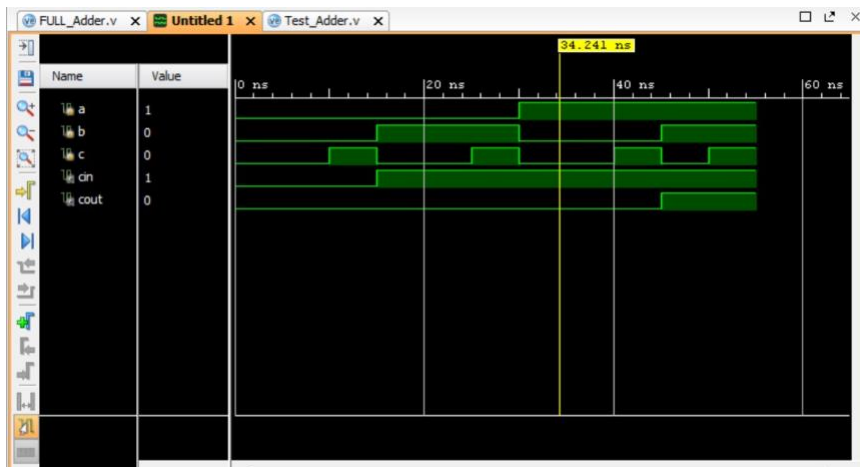 FULL_Adder.v X Untitled 1 X Test_Adder.v X
34.241 ns
Name Value
0 ns 20 ns 40 ns 60 ns
a 1
b 0
c 0
cin 1
cout 0